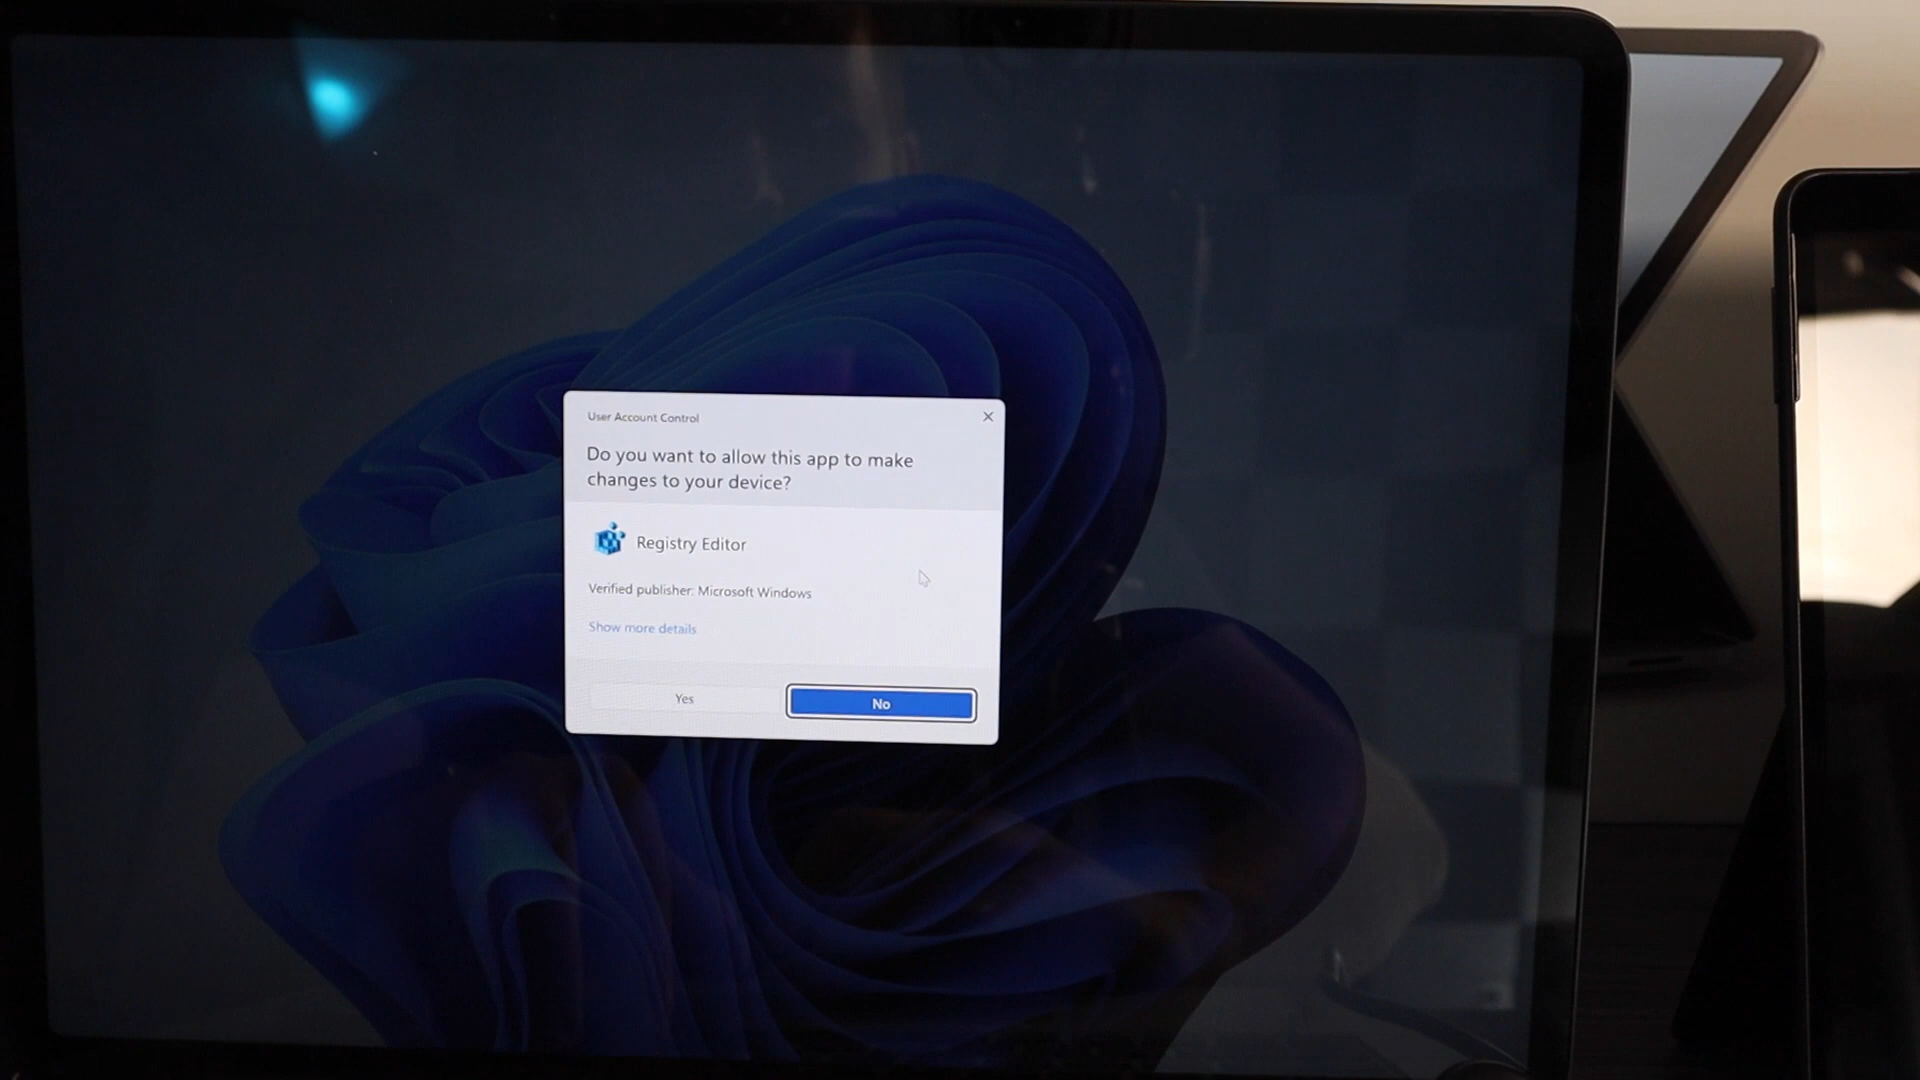 User Account Control
Do you want to allow this app to make
changes to your device?
Registry Editor
Verified publisher: Microsoft Windows
Show more details
Yes
No